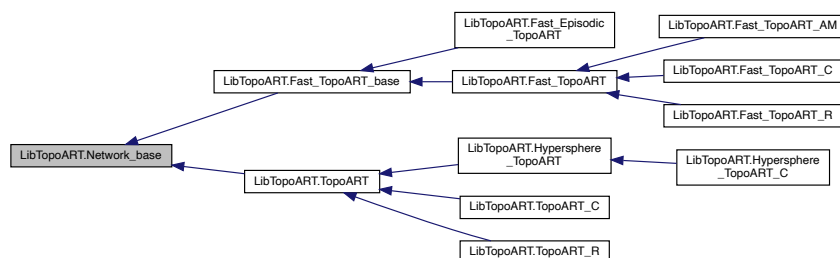 LibTopoART.Fast_Episodic
_TopoART
LibTopoART.Fast_TopoART_AM
LibTopoART.Fast_TopoART_base
LibTopoART.Fast_TopoART
LibTopoART.Fast_TopoART_C
LibTopoART.Fast_TopoART_R
LibTopoART.Network_base
LibTopoART.Hypersphere
_TopoART
LibTopoART.Hypersphere
_TopoART_C
LibTopoART.TopoART
LibTopoART.TopoART_C
LibTopoART.TopoART_R